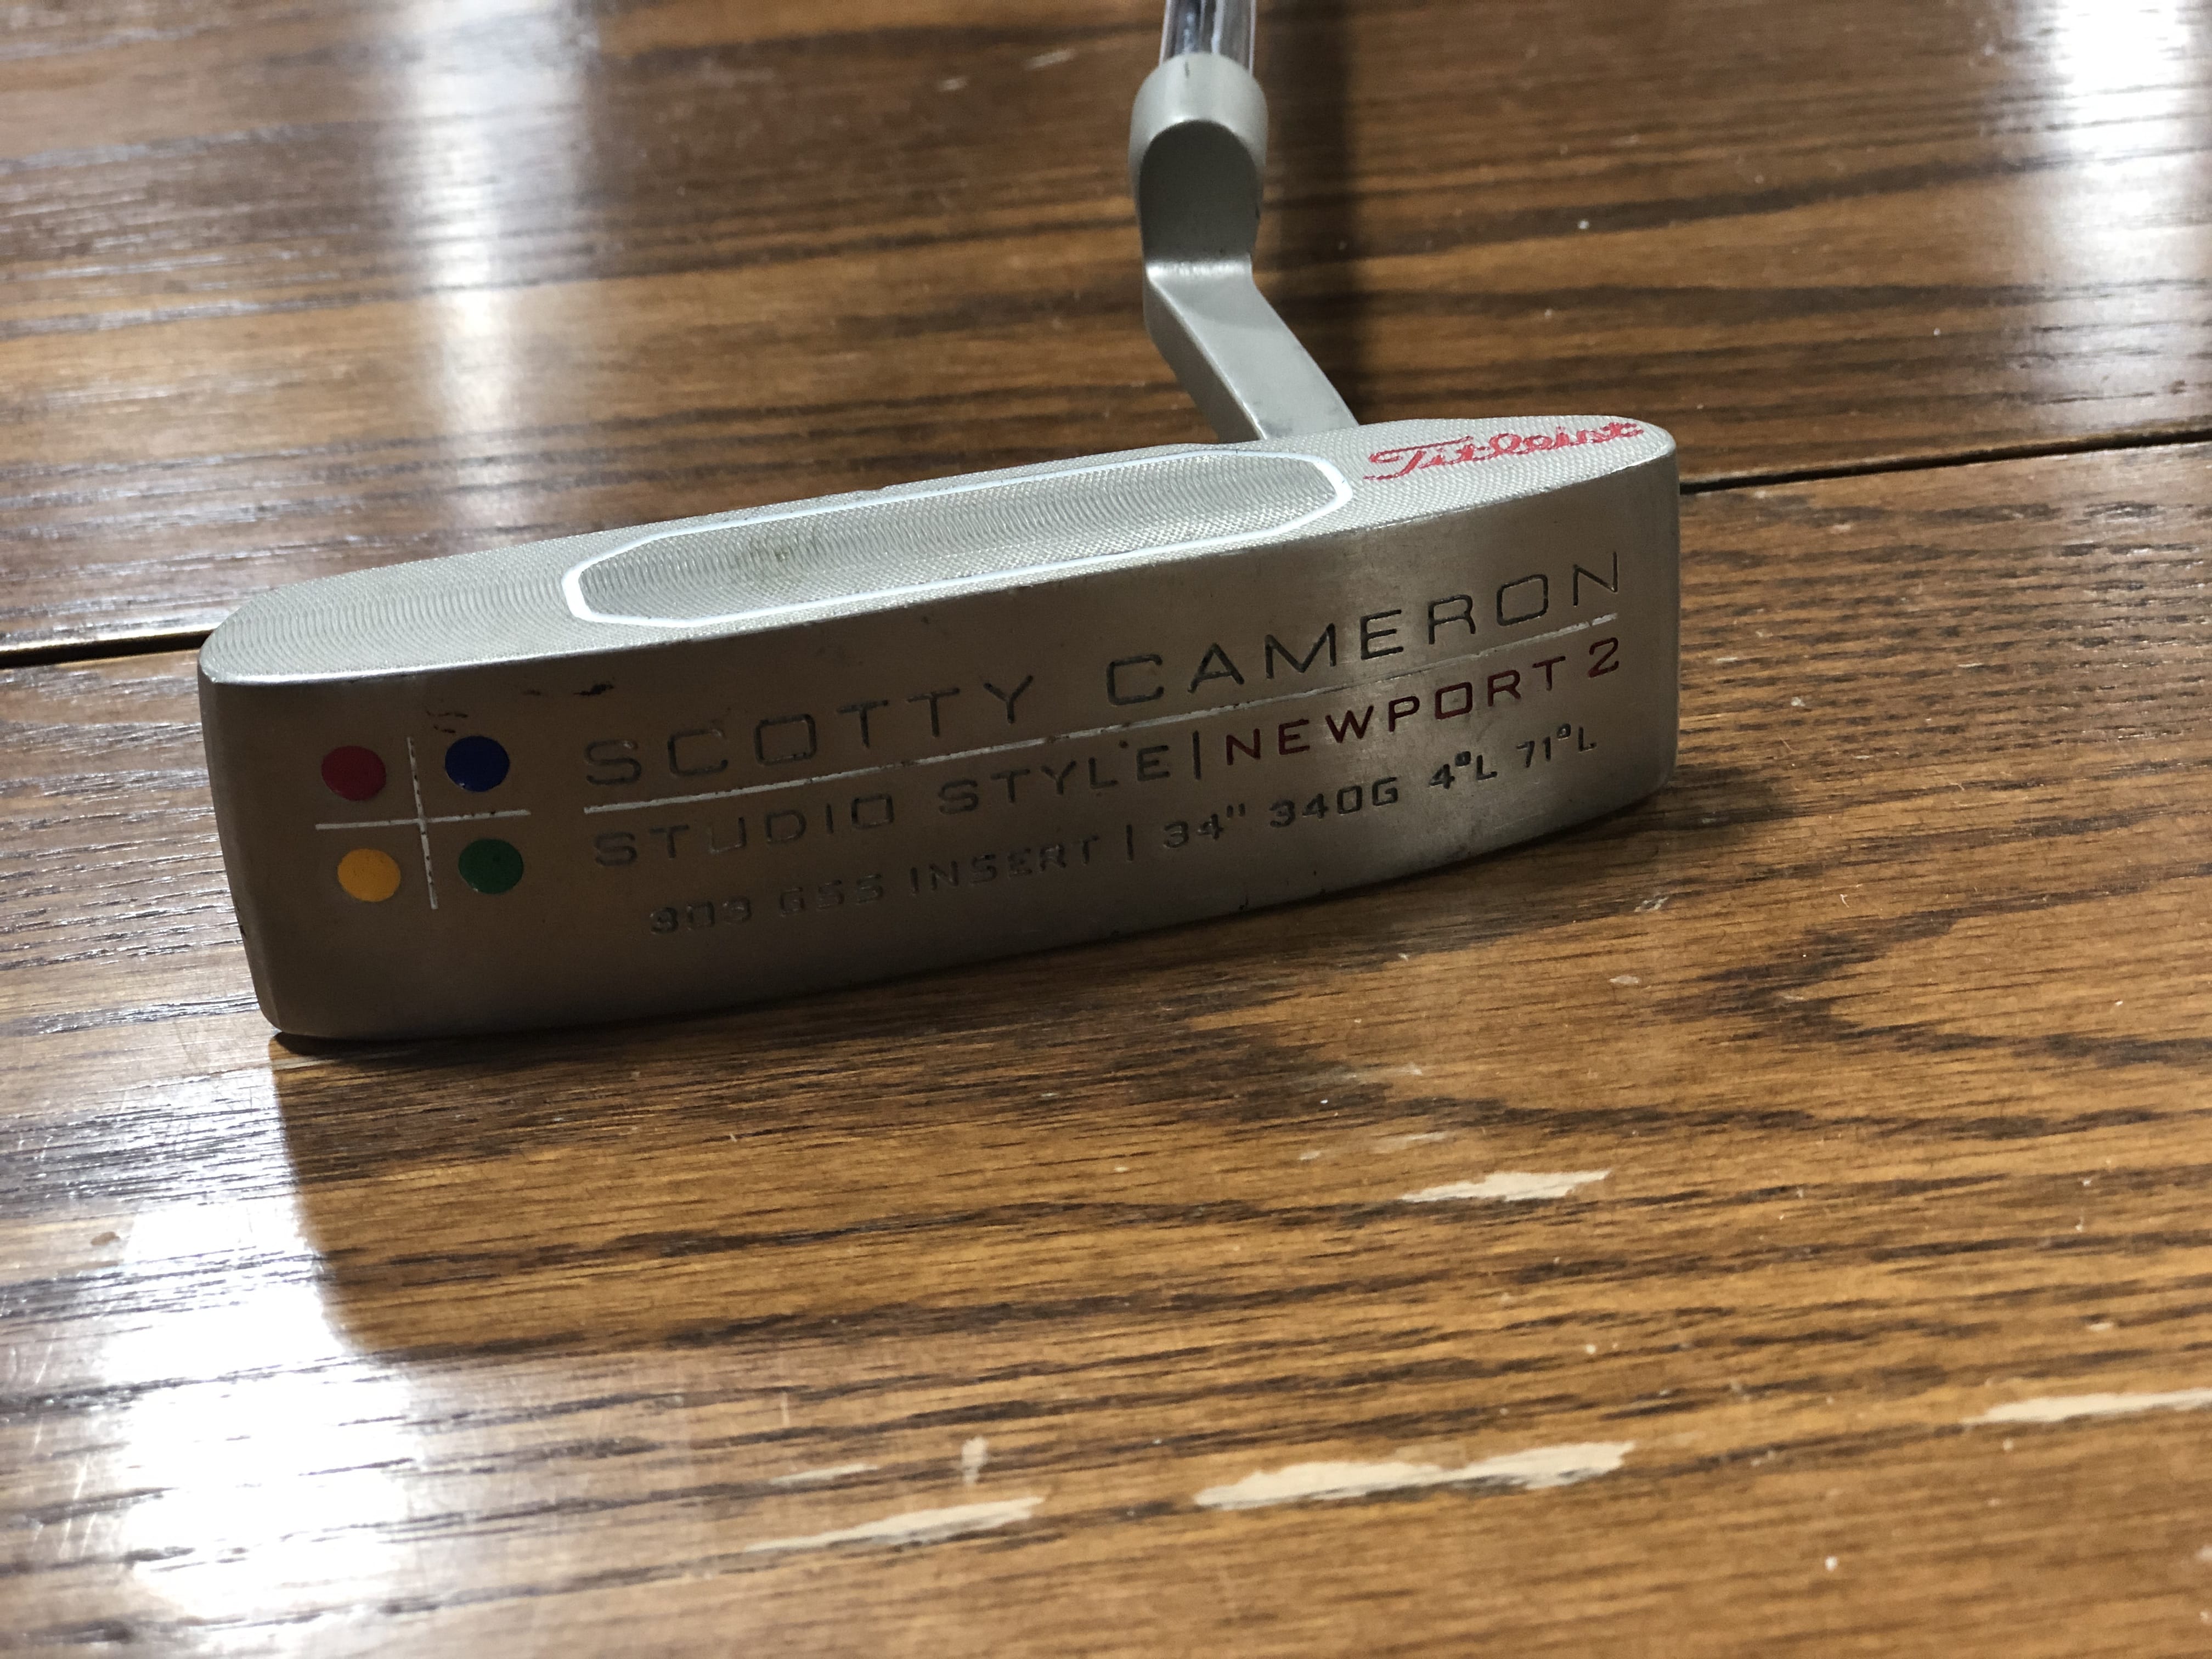 Titleist
SCOTTY CAMERON
STUDIO STYLE | NEWPORT 2
303 GSS INSERT | 34" 340G 4°L 71°L